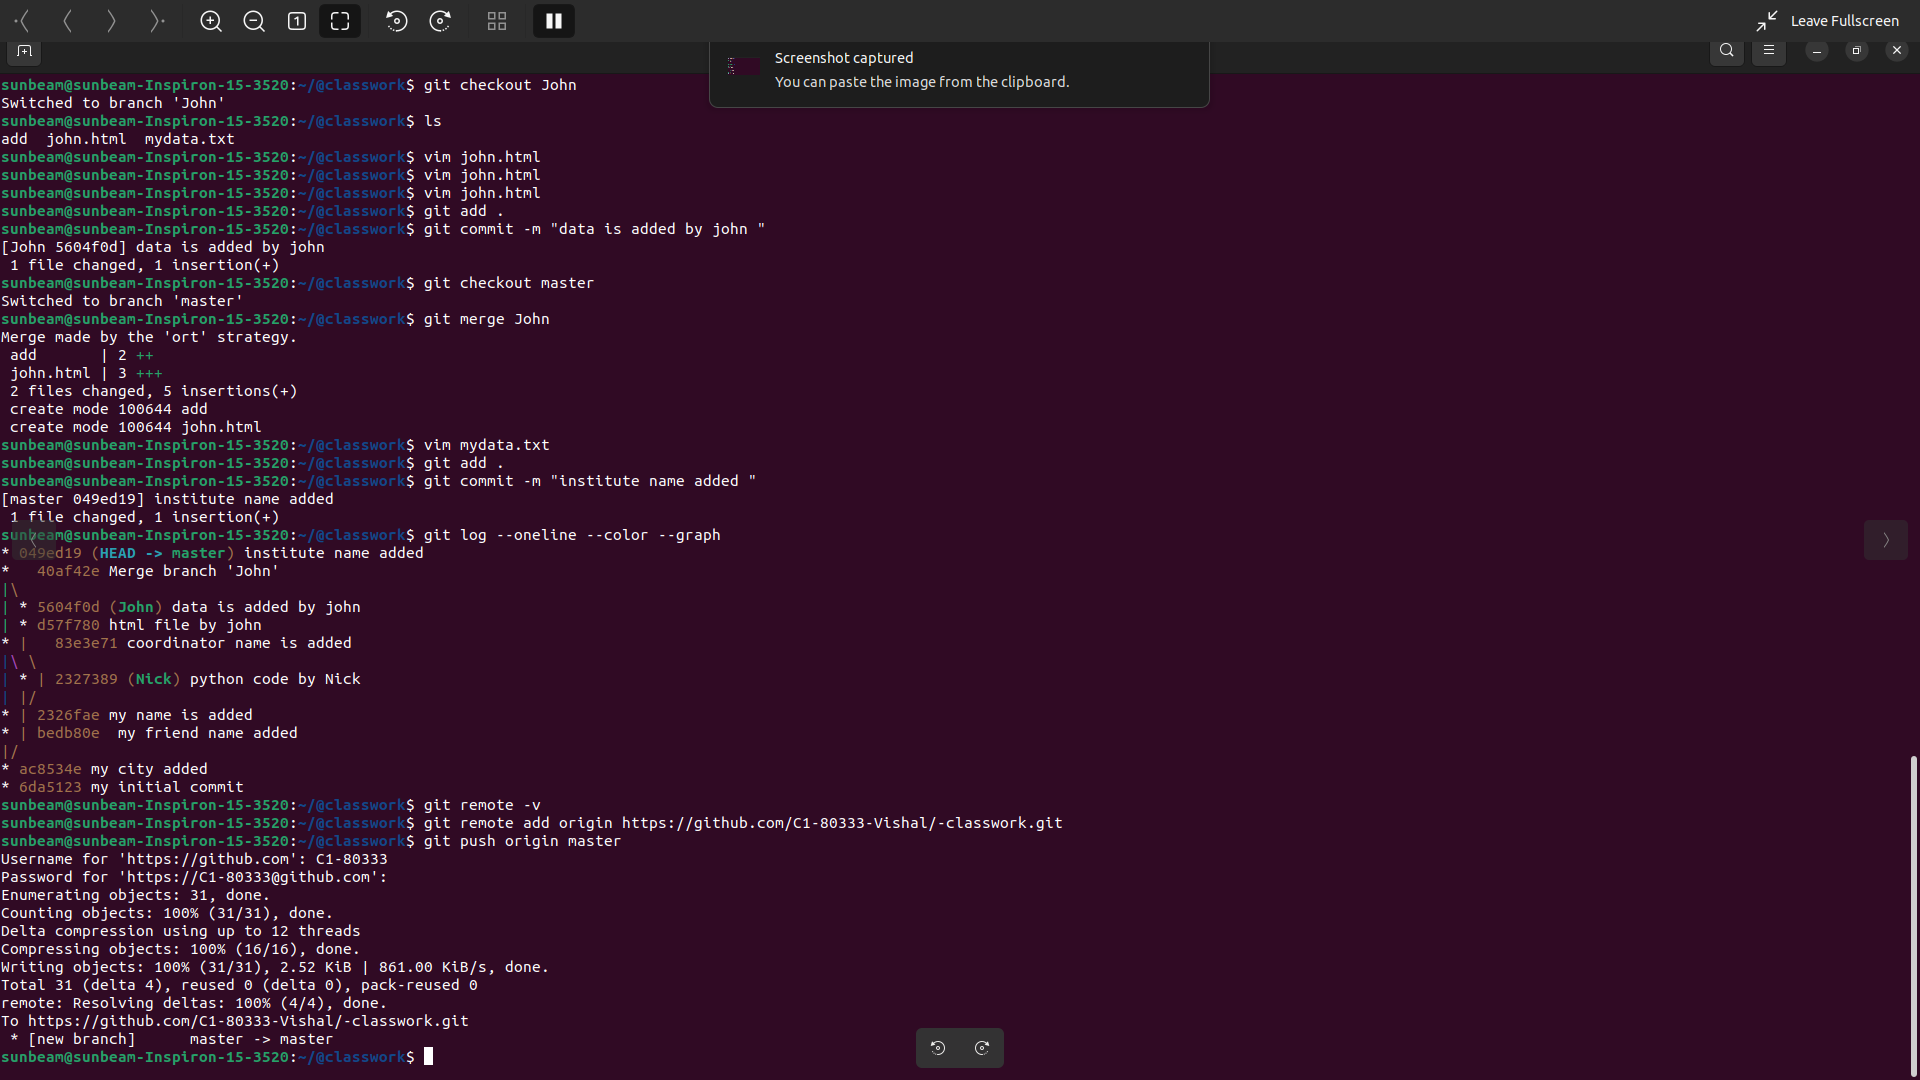 Leave Fullscreen
Screenshot captured
You can paste the image from the clipboard.
sunbeam@sunbeam-Inspiron-15-3520:~/@classwork$ git checkout John
Switched to branch 'John'
sunbeam@sunbeam-Inspiron-15-3520:~/@classwork$ ls
add  john.html  mydata.txt
sunbeam@sunbeam-Inspiron-15-3520:~/@classwork$ vim john.html
sunbeam@sunbeam-Inspiron-15-3520:~/@classwork$ vim john.html
sunbeam@sunbeam-Inspiron-15-3520:~/@classwork$ vim john.html
sunbeam@sunbeam-Inspiron-15-3520:~/@classwork$ git add .
sunbeam@sunbeam-Inspiron-15-3520:~/@classwork$ git commit -m "data is added by john "
[John 5604f0d] data is added by john
 1 file changed, 1 insertion(+)
sunbeam@sunbeam-Inspiron-15-3520:~/@classwork$ git checkout master
Switched to branch 'master'
sunbeam@sunbeam-Inspiron-15-3520:~/@classwork$ git merge John
Merge made by the 'ort' strategy.
 add       | 2 ++
 john.html | 3 +++
 2 files changed, 5 insertions(+)
 create mode 100644 add
 create mode 100644 john.html
sunbeam@sunbeam-Inspiron-15-3520:~/@classwork$ vim mydata.txt
sunbeam@sunbeam-Inspiron-15-3520:~/@classwork$ git add .
sunbeam@sunbeam-Inspiron-15-3520:~/@classwork$ git commit -m "institute name added "
[master 049ed19] institute name added
 1 file changed, 1 insertion(+)
sunbeam@sunbeam-Inspiron-15-3520:~/@classwork$ git log --oneline --color --graph
* 049ed19 (HEAD -> master) institute name added
*   40af42e Merge branch 'John'
|\
| * 5604f0d (John) data is added by john
| * d57f780 html file by john
* |   83e3e71 coordinator name is added
|\ \
| * | 2327389 (Nick) python code by Nick
| |/
* | 2326fae my name is added
* | bedb80e  my friend name added
|/
* ac8534e my city added
* 6da5123 my initial commit
sunbeam@sunbeam-Inspiron-15-3520:~/@classwork$ git remote -v
sunbeam@sunbeam-Inspiron-15-3520:~/@classwork$ git remote add origin https://github.com/C1-80333-Vishal/-classwork.git
sunbeam@sunbeam-Inspiron-15-3520:~/@classwork$ git push origin master
Username for 'https://github.com': C1-80333
Password for 'https://C1-80333@github.com':
Enumerating objects: 31, done.
Counting objects: 100% (31/31), done.
Delta compression using up to 12 threads
Compressing objects: 100% (16/16), done.
Writing objects: 100% (31/31), 2.52 KiB | 861.00 KiB/s, done.
Total 31 (delta 4), reused 0 (delta 0), pack-reused 0
remote: Resolving deltas: 100% (4/4), done.
To https://github.com/C1-80333-Vishal/-classwork.git
 * [new branch]      master -> master
sunbeam@sunbeam-Inspiron-15-3520:~/@classwork$